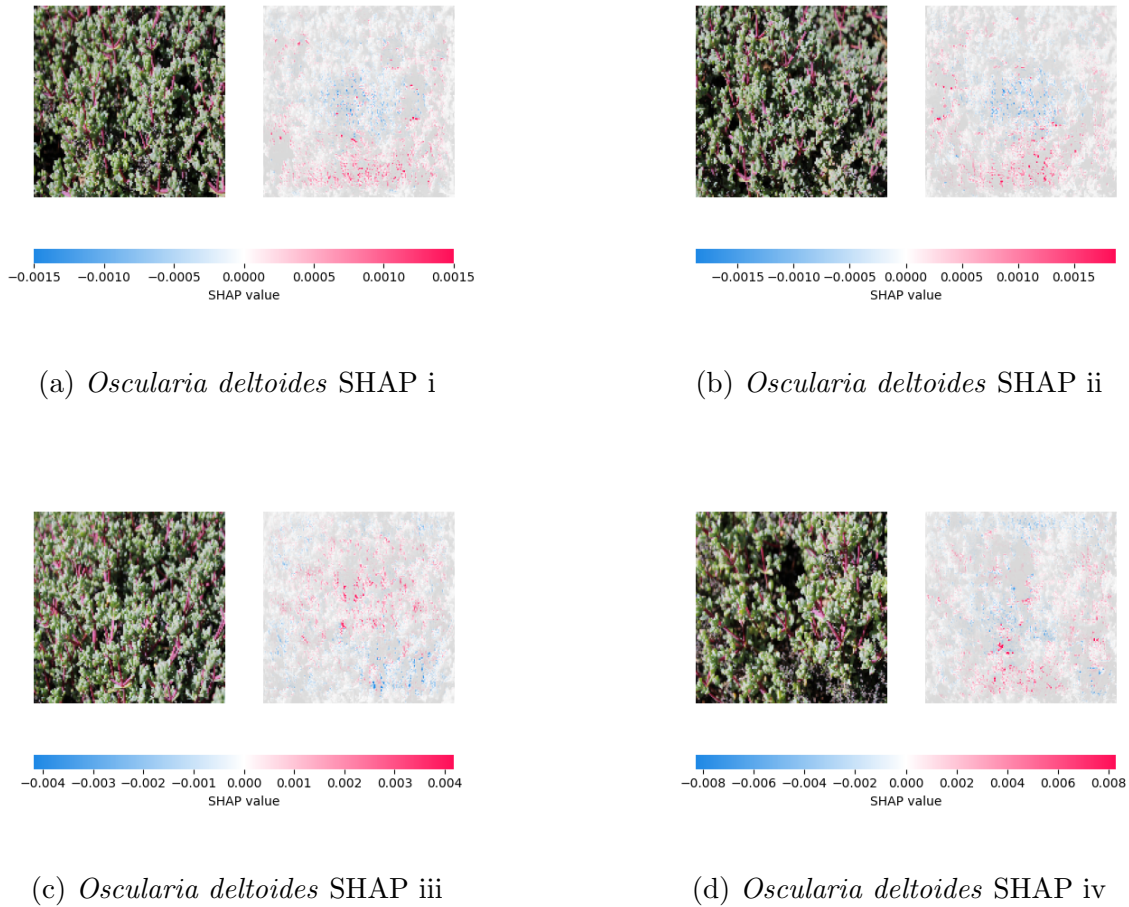 −0.0015 −0.0010 −0.0005 0.0000 0.0005 0.0010 0.0015
SHAP value
(a) Oscularia deltoides SHAP i
−0.0015 −0.0010 −0.0005 0.0000 0.0005 0.0010 0.0015
SHAP value
(b) Oscularia deltoides SHAP ii
−0.004 −0.003 −0.002 −0.001 0.000 0.001 0.002 0.003 0.004
SHAP value
(c) Oscularia deltoides SHAP iii
−0.008 −0.006 −0.004 −0.002 0.000 0.002 0.004 0.006 0.008
SHAP value
(d) Oscularia deltoides SHAP iv